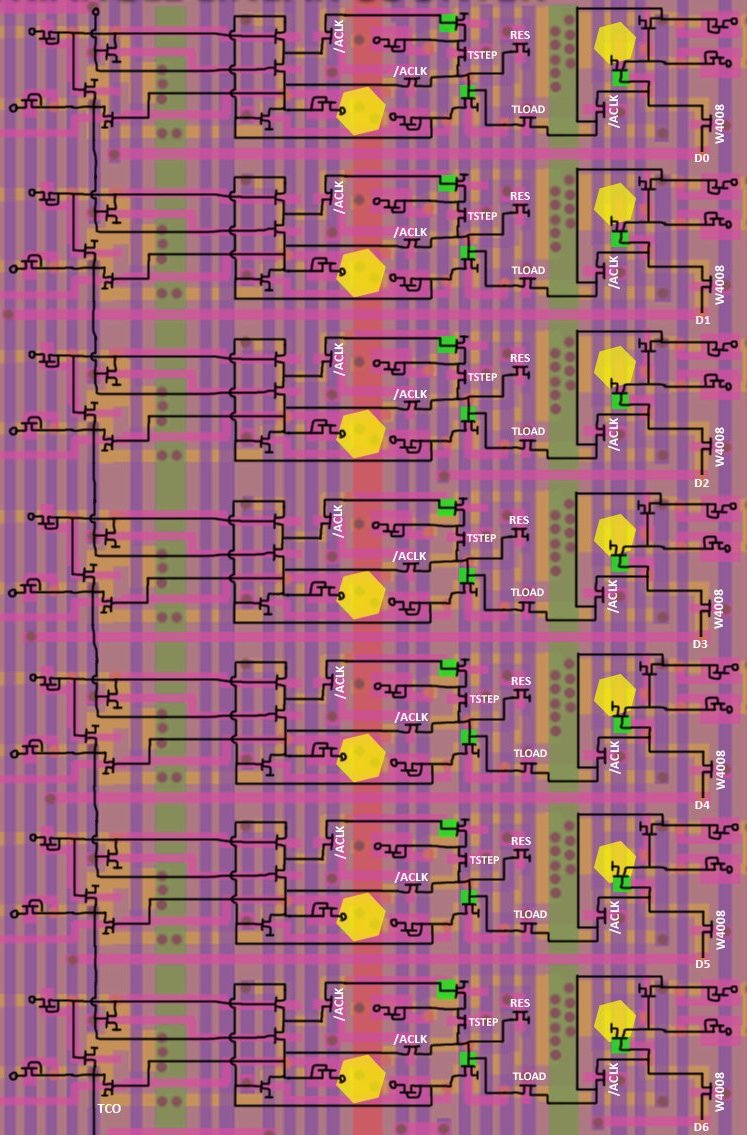 RES
/ACLK
TSTEP
/ACLK
TLOAD
/ACLK
W4008
D0
RES
/ACLK
TSTEP
/ACLK
TLOAD
/ACLK
W4008
D1
RES
/ACLK
TSTEP
/ACLK
TLOAD
/ACLK
W4008
D2
RES
/ACLK
TSTEP
/ACLK
TLOAD
/ACLK
W4008
D3
RES
/ACLK
TSTEP
/ACLK
TLOAD
/ACLK
W4008
D4
RES
/ACLK
TSTEP
/ACLK
TLOAD
/ACLK
W4008
D5
RES
/ACLK
TSTEP
/ACLK
TLOAD
/ACLK
W4008
TCO
D6